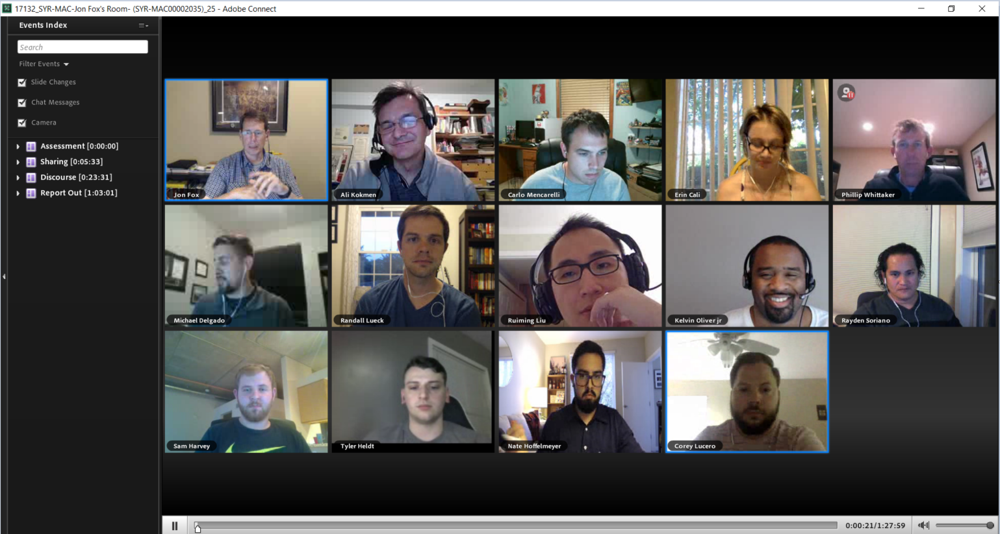 17132_SYR-MAC-Jon Fox's Room- (SYR-MAC00002035)_25 - Adobe Connect
Events Index
Search
Filter Events
Slide Changes
Chat Messages
Camera
Assessment [0:00:00]
Sharing [0:05:33]
Discourse [0:23:31]
Report Out [1:03:01]
Jon Fox
Ali Kokmen
Carlo Mencarelli
Erin Cali
Phillip Whittaker
Michael Delgado
Randall Lueck
Ruiming Liu
Kelvin Oliver jr
Rayden Soriano
Sam Harvey
Tyler Heldt
Nate Hoffelmeyer
Corey Lucero
0:00:21/1:27:59